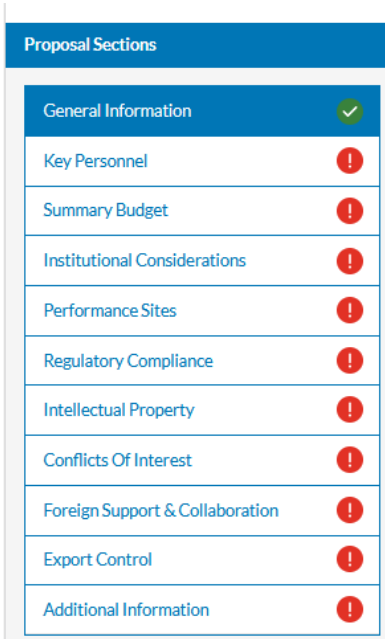 Proposal Sections
General Information
Key Personnel
Summary Budget
Institutional Considerations
Performance Sites
Regulatory Compliance
Intellectual Property
Conflicts Of Interest
Foreign Support & Collaboration
Export Control
Additional Information